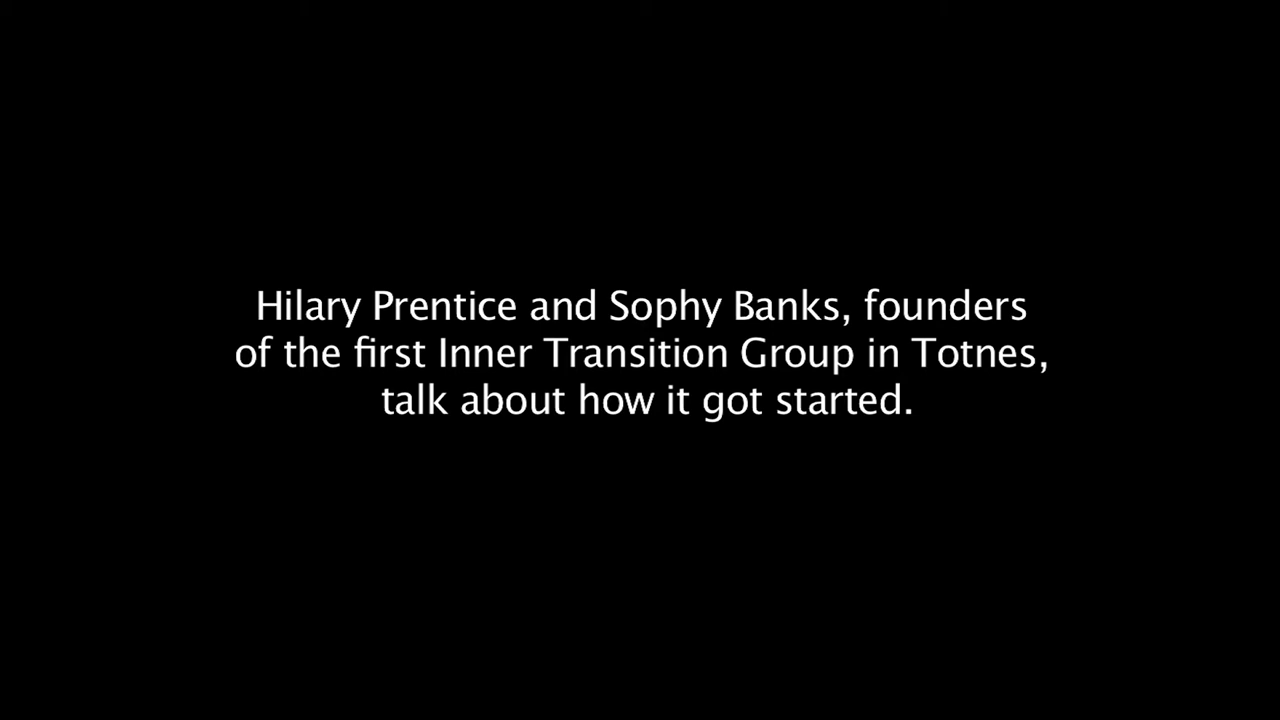 Hilary Prentice and Sophy Banks, founders
of the first Inner Transition Group in Totnes,
talk about how it got started.